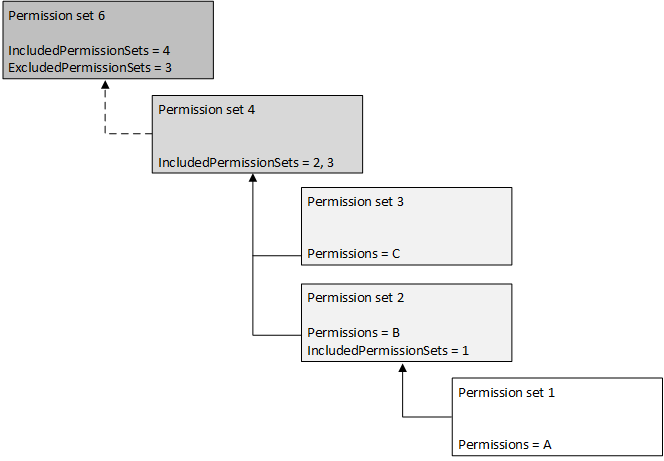 Permission set 6
IncludedPermissionSets = 4
ExcludedPermissionSets = 3
Permission set 4
IncludedPermissionSets = 2, 3
Permission set 3
Permissions = C
Permission set 2
Permissions = B
IncludedPermissionSets = 1
Permission set 1
Permissions = A